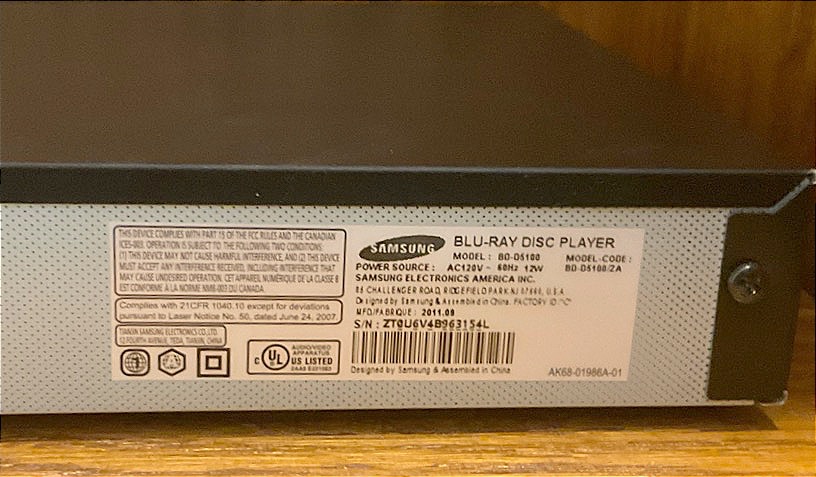 THIS DEVICE COMPLIES WITH PART 15 OF THE FCC RULES AND THE CANADIAN
ICES-003. OPERATION IS SUBJECT TO THE FOLLOWING TWO CONDITIONS:
(1) THIS DEVICE MAY NOT CAUSE HARMFUL INTERFERENCE, AND (2) THIS DEVICE
MUST ACCEPT ANY INTERFERENCE RECEIVED, INCLUDING INTERFERENCE THAT
MAY CAUSE UNDESIRED OPERATION. CET APPAREIL NUMÉRIQUE DE LA CLASSE B
EST CONFORME A LA NORME NMB-003 DU CANADA.
Complies with 21CFR 1040.10 except for deviations
pursuant to Laser Notice No. 50, dated June 24, 2007.
TIANJIN SAMSUNG ELECTRONICS CO., LTD.
12 FOURTH AVENUE, TEDA, TIANJIN, CHINA
C UL US LISTED
AUDIO/VIDEO
APPARATUS
SAMSUNG
BLU-RAY DISC PLAYER
MODEL : BD-D5100
MODEL-CODE :
POWER SOURCE : AC120V ~ 60Hz 12W
BD-D5100/ZA
SAMSUNG ELECTRONICS AMERICA INC.
85 CHALLENGER ROAD, RIDGEFIELD PARK NJ 07660, U.S.A
Designed by Samsung & Assembled in China. FACTORY ID
MFD/FABRIQUE : 2011.09
S/N : ZT0U6V4B963154L
Designed by Samsung & Assembled in China
AK68-01986A-01